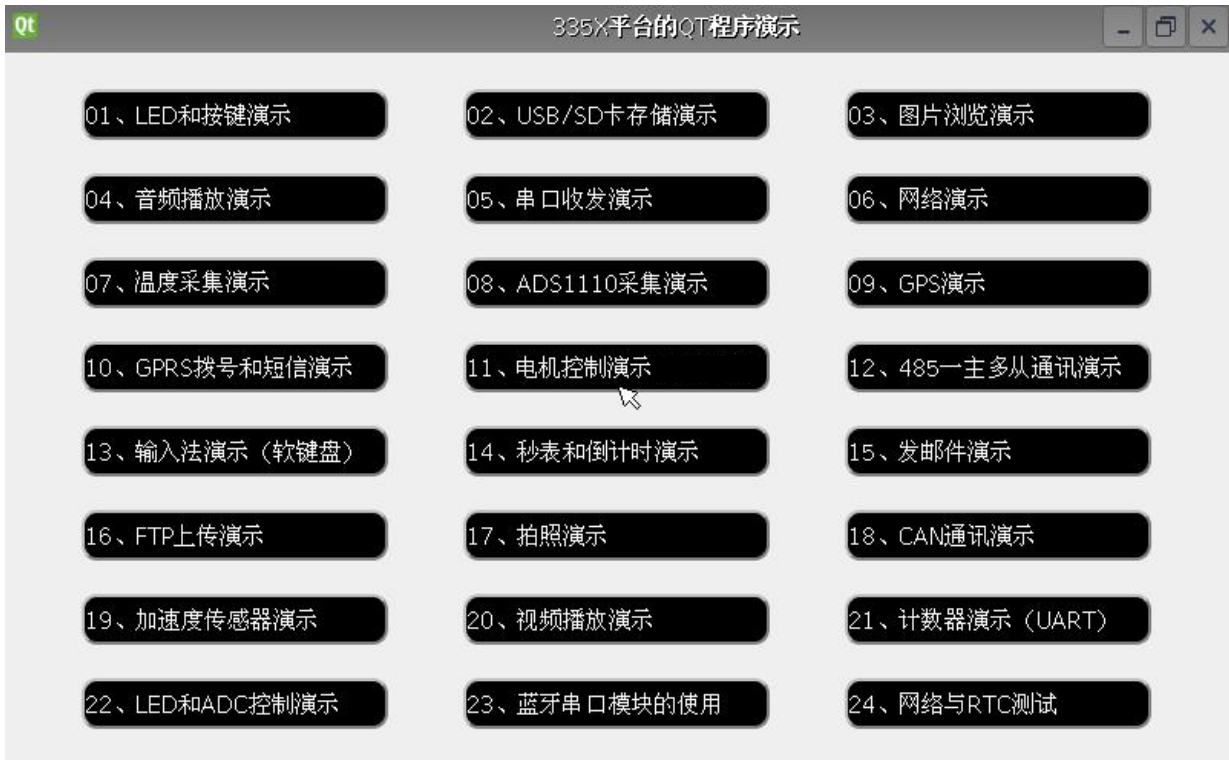 Qt 335X平台的QT程序演示
01、LED和按键演示
02、USB/SD卡存储演示
03、图片浏览演示
04、音频播放演示
05、串口收发演示
06、网络演示
07、温度采集演示
08、ADS1110采集演示
09、GPS演示
10、GPRS拨号和短信演示
11、电机控制演示
12、485一主多从通讯演示
13、输入法演示（软键盘）
14、秒表和倒计时演示
15、发邮件演示
16、FTP上传演示
17、拍照演示
18、CAN通讯演示
19、加速度传感器演示
20、视频播放演示
21、计数器演示（UART）
22、LED和ADC控制演示
23、蓝牙串口模块的使用
24、网络与RTC测试